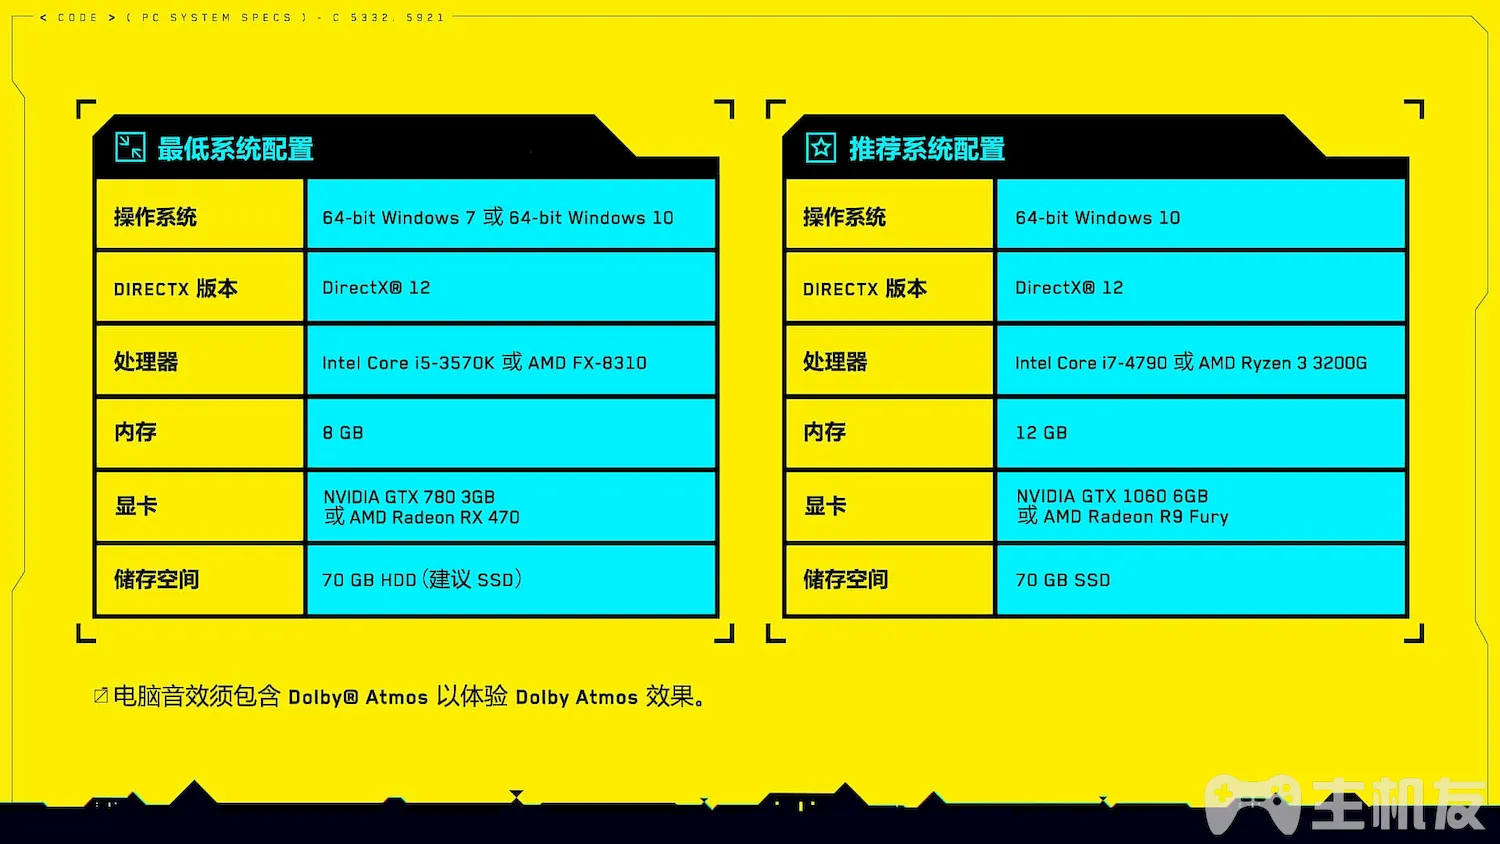 < CODE > ( PC SYSTEM SPECS ) - C 5332. 5921
最低系统配置
操作系统
64-bit Windows 7 或 64-bit Windows 10
DIRECTX 版本
DirectX® 12
处理器
Intel Core i5-3570K 或 AMD FX-8310
内存
8 GB
显卡
NVIDIA GTX 780 3GB
或 AMD Radeon RX 470
储存空间
70 GB HDD（建议 SSD）
推荐系统配置
操作系统
64-bit Windows 10
DIRECTX 版本
DirectX® 12
处理器
Intel Core i7-4790 或 AMD Ryzen 3 3200G
内存
12 GB
显卡
NVIDIA GTX 1060 6GB
或 AMD Radeon R9 Fury
储存空间
70 GB SSD
电脑音效须包含 Dolby® Atmos 以体验 Dolby Atmos 效果。
主机友